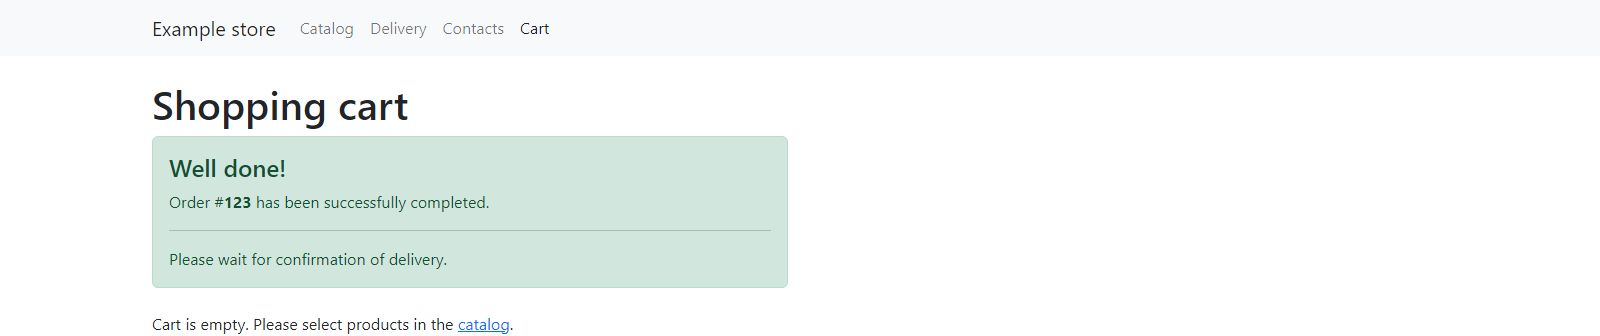 Example store Catalog Delivery Contacts Cart
Shopping cart
Well done!
Order #123 has been successfully completed.
Please wait for confirmation of delivery.
Cart is empty. Please select products in the catalog.